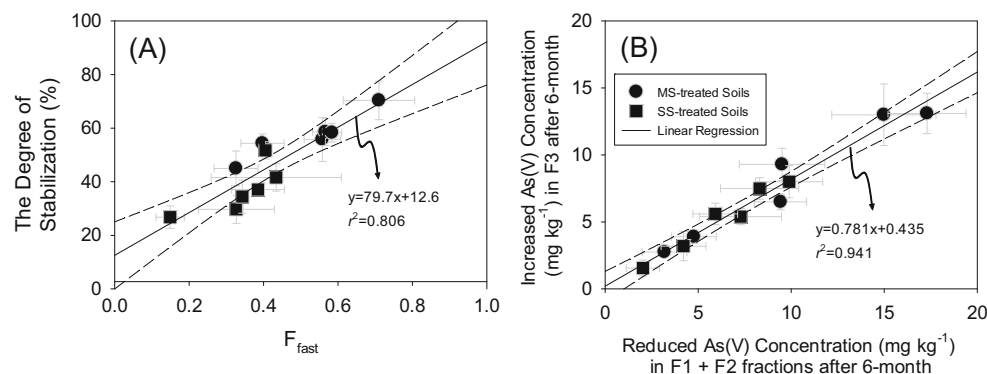 (A)
The Degree of
Stabilization (%)
100
80
60
40
20
0
0.0
0.2
0.4
0.6
0.8
1.0
F_fast
y=79.7x+12.6
r²=0.806
(B)
Increased As(V) Concentration
(mg kg⁻¹) in F3 after 6-month
20
15
10
5
0
0
5
10
15
20
MS-treated Soils
SS-treated Soils
Linear Regression
y=0.781x+0.435
r²=0.941
Reduced As(V) Concentration (mg kg⁻¹)
in F1 + F2 fractions after 6-month